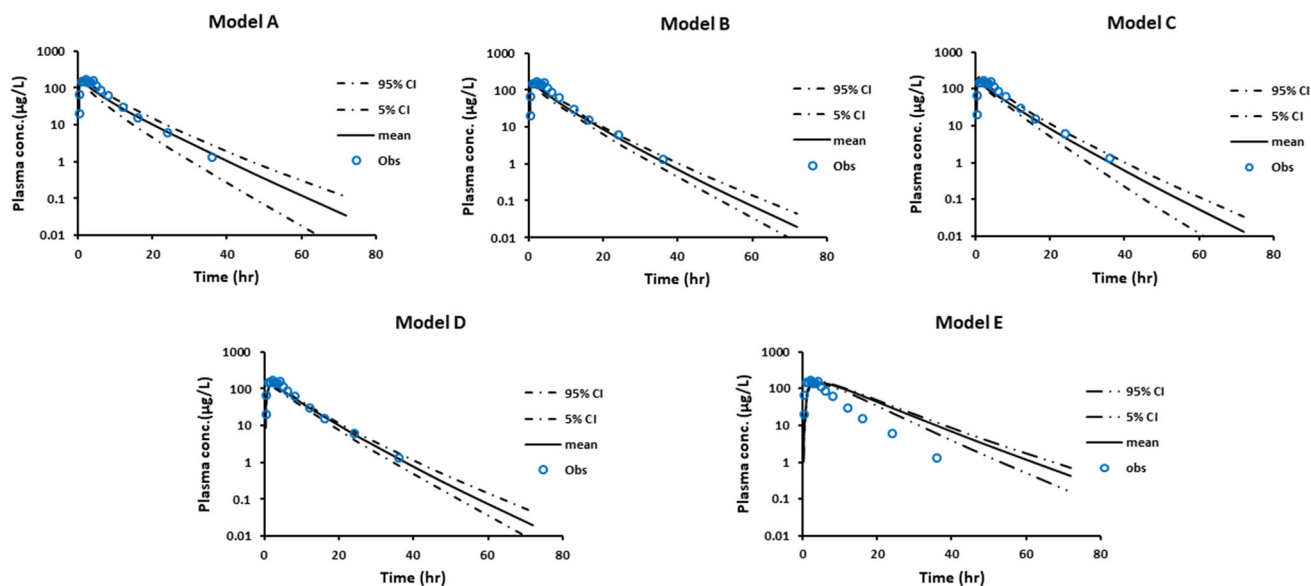 Model A
Plasma conc.(µg/L)
1000
100
10
1
0.1
0.01
0
20
40
60
80
Time (hr)
95% CI
5% CI
mean
Obs
Model B
Plasma conc. (µg/L)
1000
100
10
1
0.1
0.01
0
20
40
60
80
Time (hr)
95% CI
5% CI
mean
Obs
Model C
Plasma conc. (µg/L)
1000
100
10
1
0.1
0.01
0
20
40
60
80
Time (hr)
95% CI
5% CI
mean
Obs
Model D
Plasma conc.(µg/L)
1000
100
10
1
0.1
0.01
0
20
40
60
80
Time (hr)
95% CI
5% CI
mean
Obs
Model E
Plasma conc. (µg/L)
1000
100
10
1
0.1
0.01
0
20
40
60
80
Time (hr)
95% CI
5% CI
mean
obs